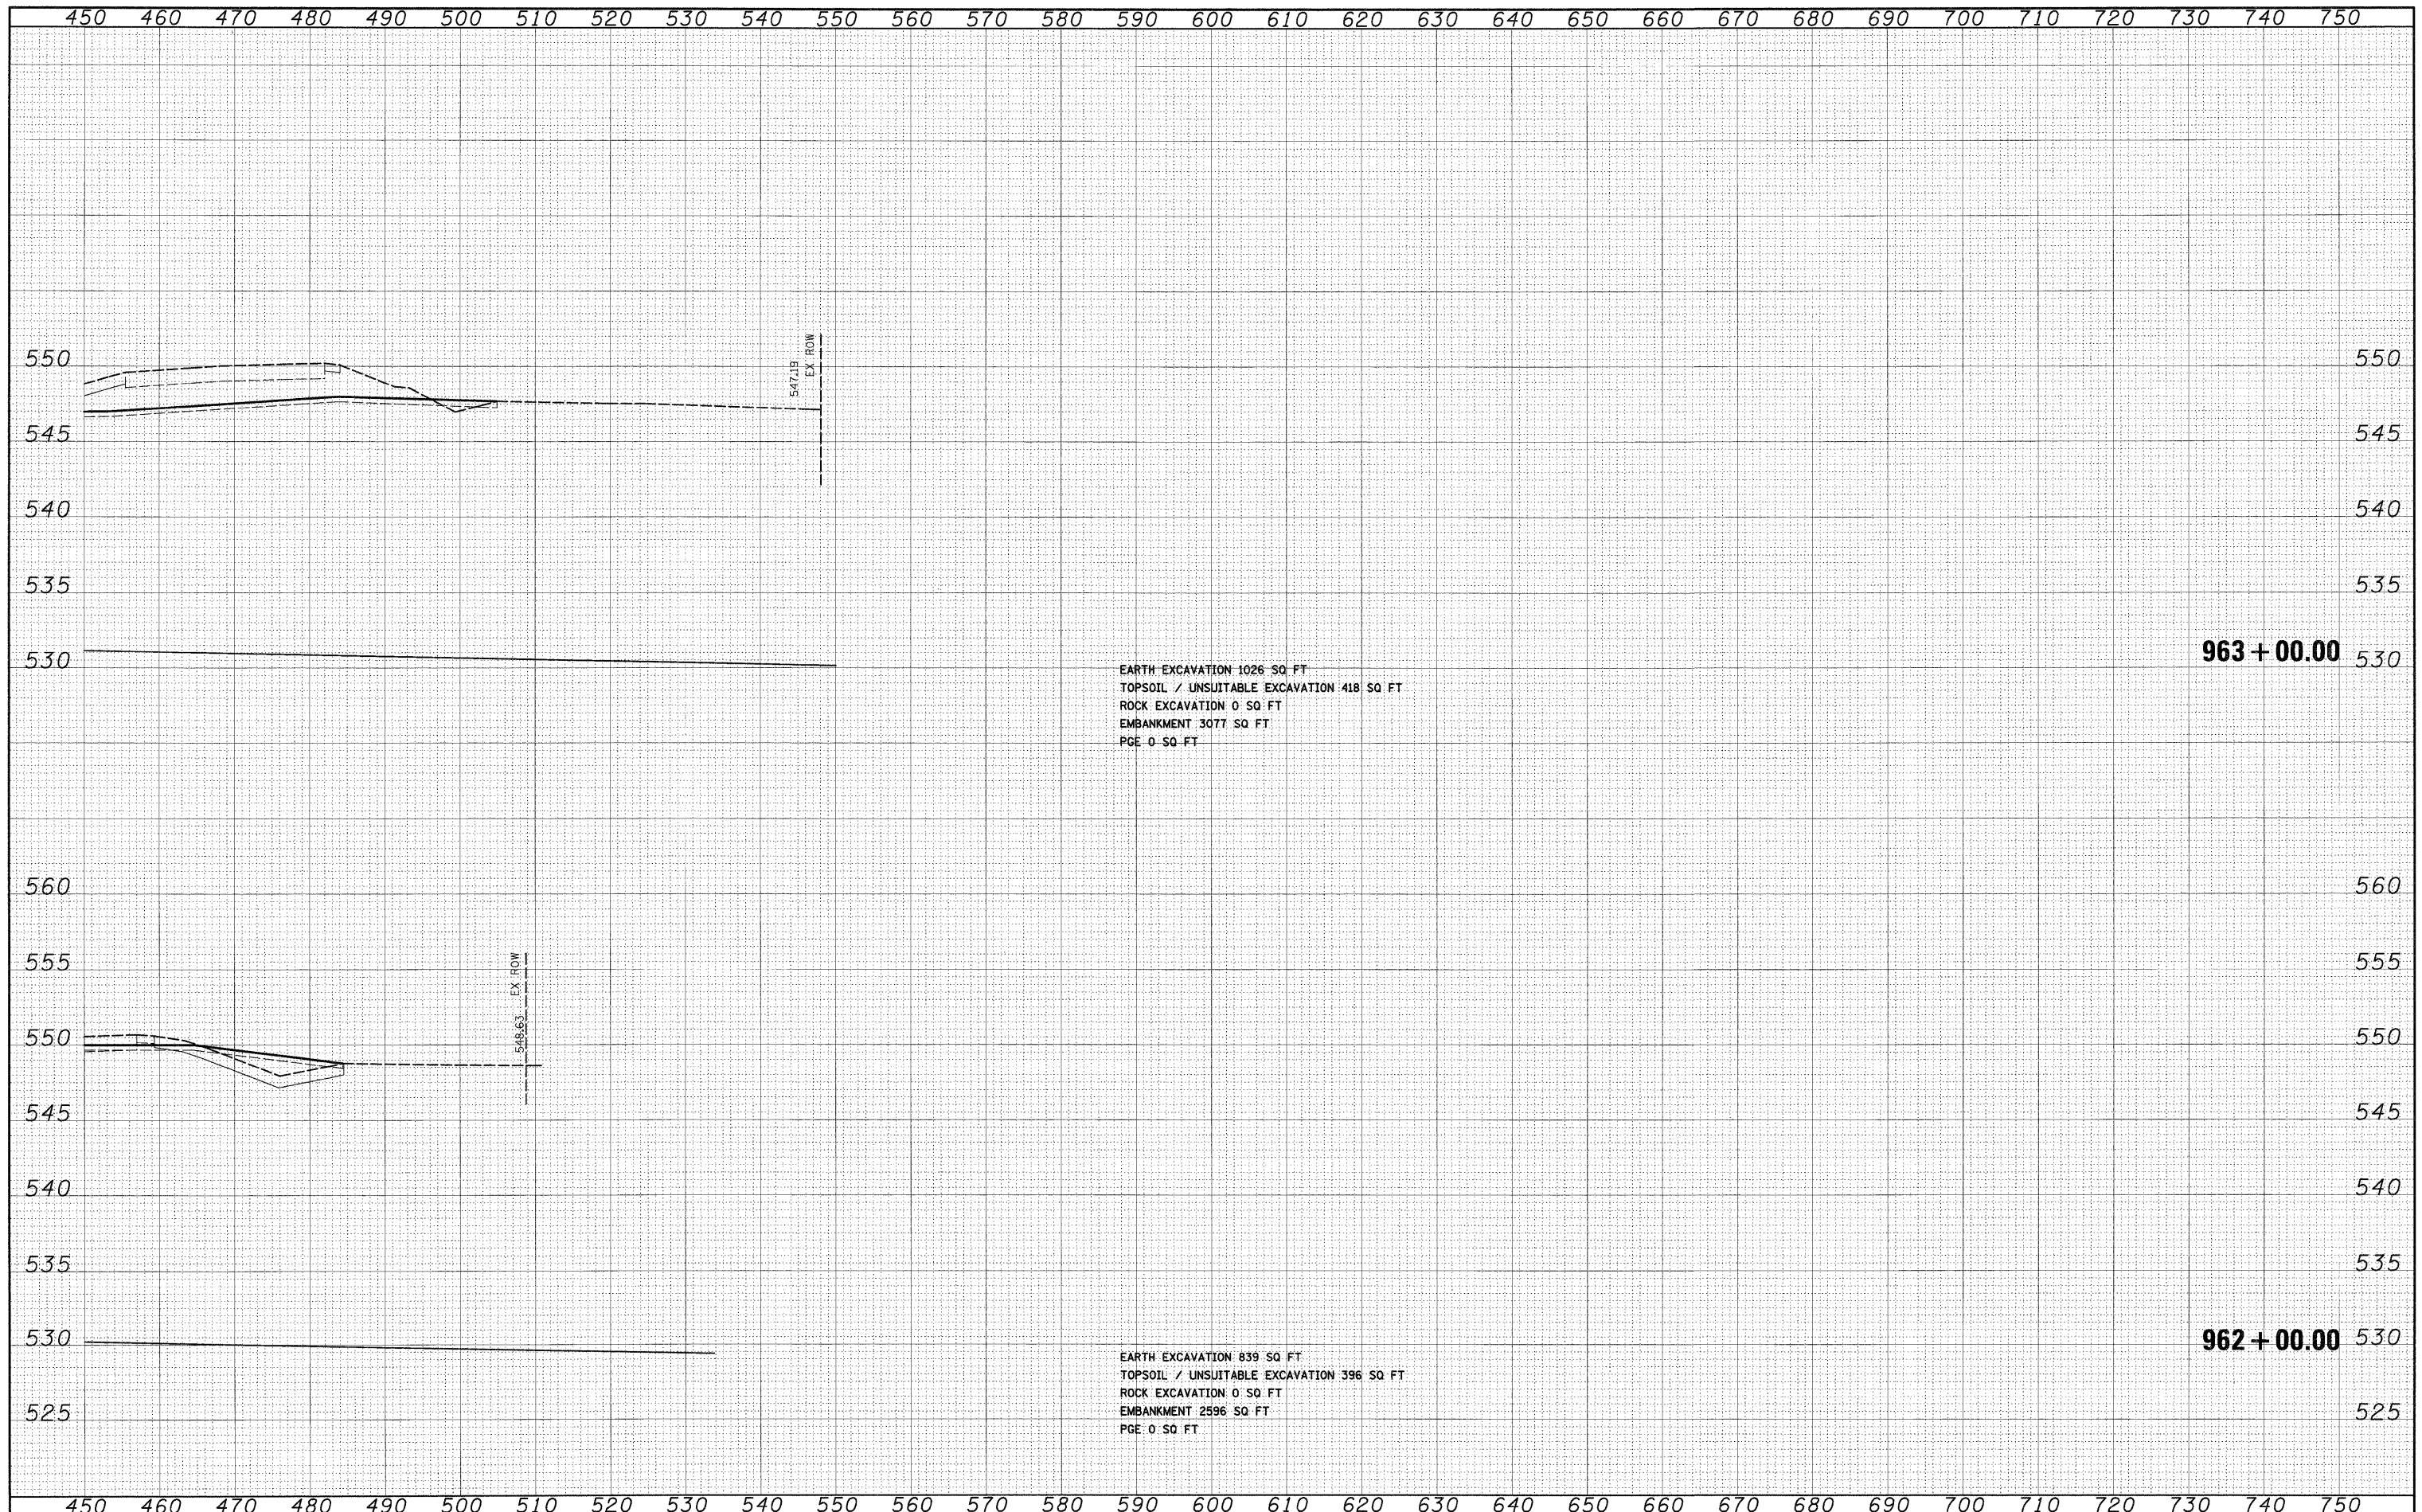 450 460 470 480 490 500 510 520 530 540 550 560 570 580 590 600 610 620 630 640 650 660 670 680 690 700 710 720 730 740 750
EX ROW
547.19
550 550
545 545
540 540
535 535
963+00.00
530 530
EARTH EXCAVATION 1026 SQ FT
TOPSOIL / UNSUITABLE EXCAVATION 418 SQ FT
ROCK EXCAVATION 0 SQ FT
EMBANKMENT 3077 SQ FT
PGE 0 SQ FT
560 560
555 555
EX ROW
548.63
550 550
545 545
540 540
535 535
962+00.00
530 530
EARTH EXCAVATION 839 SQ FT
TOPSOIL / UNSUITABLE EXCAVATION 396 SQ FT
ROCK EXCAVATION 0 SQ FT
EMBANKMENT 2596 SQ FT
PGE 0 SQ FT
525 525
450 460 470 480 490 500 510 520 530 540 550 560 570 580 590 600 610 620 630 640 650 660 670 680 690 700 710 720 730 740 750